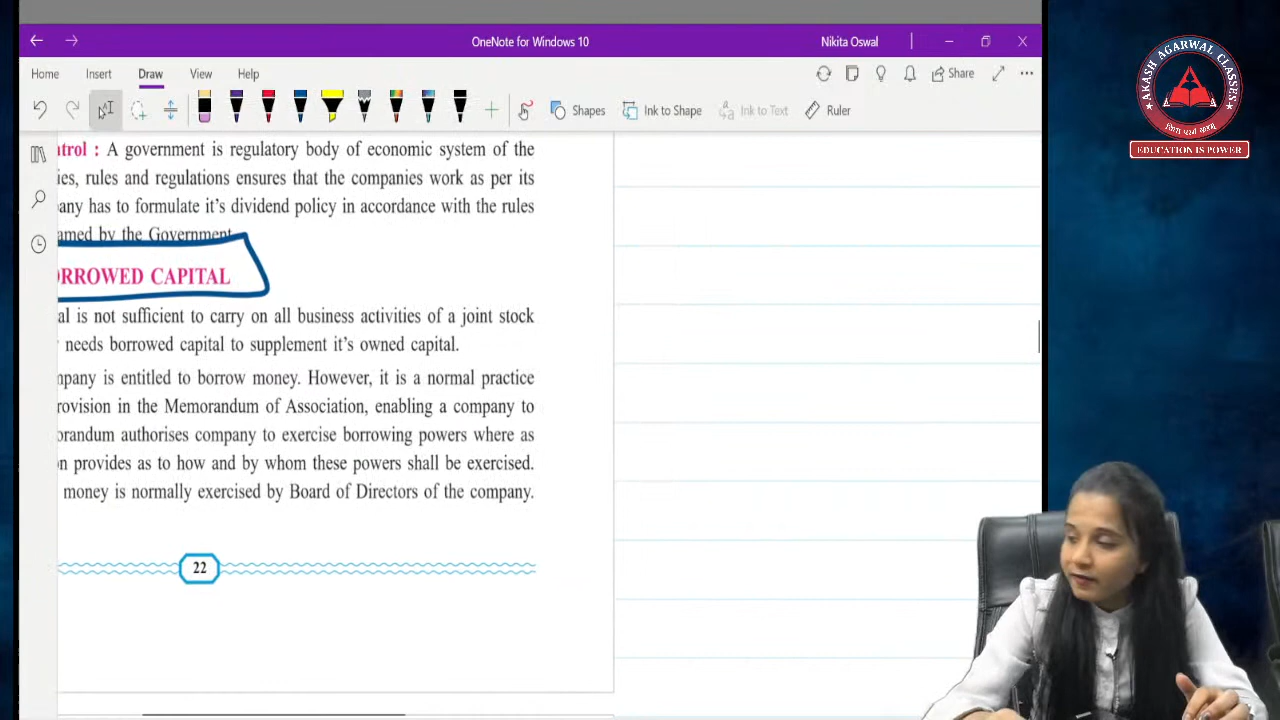 OneNote for Windows 10
Nikita Oswal
Home Insert Draw View Help
Share
Shapes Ink to Shape Ink to Text Ruler
ntrol : A government is regulatory body of economic system of the
ies, rules and regulations ensures that the companies work as per its
any has to formulate it's dividend policy in accordance with the rules
amed by the Government.
ORROWED CAPITAL
al is not sufficient to carry on all business activities of a joint stock
needs borrowed capital to supplement it's owned capital.
mpany is entitled to borrow money. However, it is a normal practice
rovision in the Memorandum of Association, enabling a company to
orandum authorises company to exercise borrowing powers where as
on provides as to how and by whom these powers shall be exercised.
money is normally exercised by Board of Directors of the company.
22
AKASH AGARWAL CLASSES
EDUCATION IS POWER